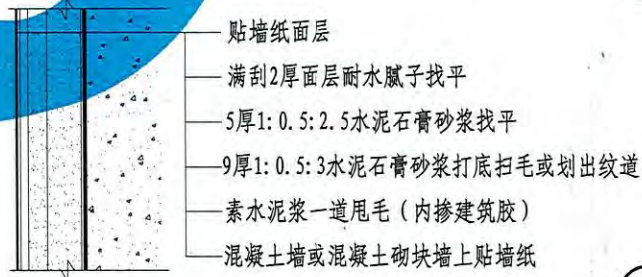 贴墙纸面层
满刮2厚面层耐水腻子找平
5厚1:0.5:2.5水泥石膏砂浆找平
9厚1:0.5:3水泥石膏砂浆打底扫毛或划出纹道
素水泥浆一道甩毛（内掺建筑胶）
混凝土墙或混凝土砌块墙上贴墙纸